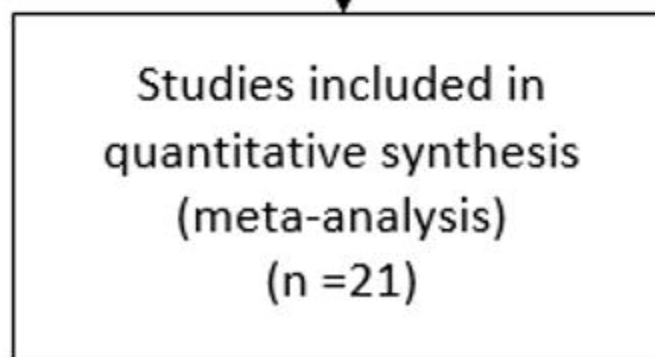 Studies included in
quantitative synthesis
(meta-analysis)
(n =21)